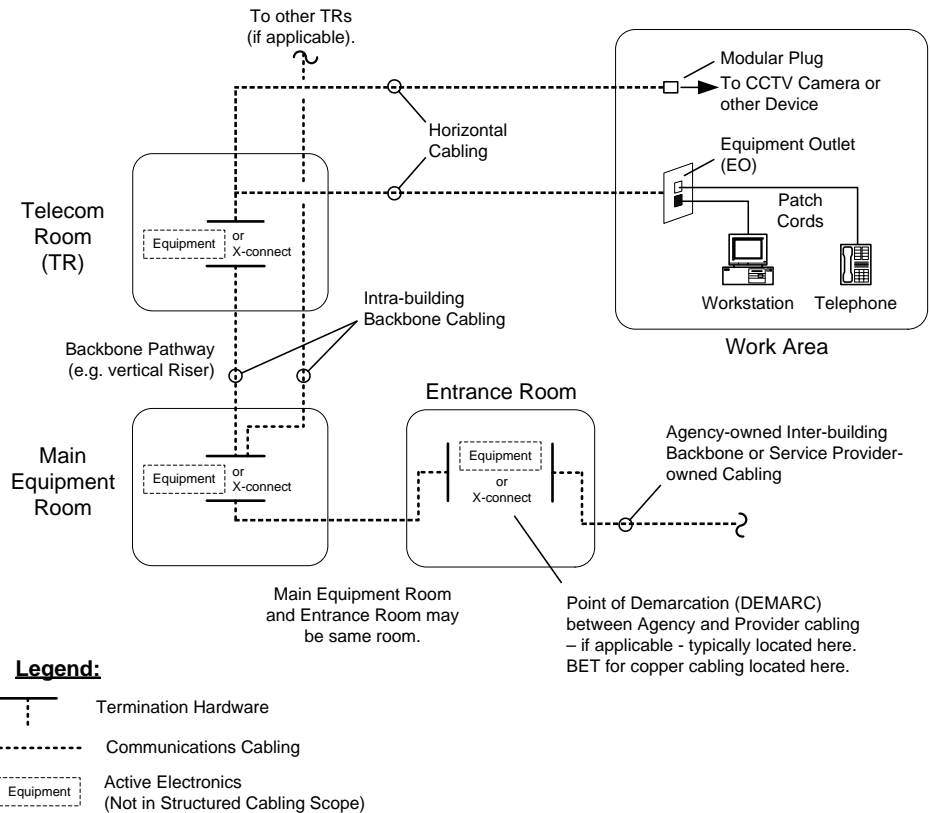 To other TRs
(if applicable).
Modular Plug
To CCTV Camera or
other Device
Horizontal
Cabling
Equipment Outlet
(EO)
Patch
Cords
Workstation
Telephone
Work Area
Telecom
Room
(TR)
Equipment
or
X-connect
Intra-building
Backbone Cabling
Backbone Pathway
(e.g. vertical Riser)
Entrance Room
Main
Equipment
Room
Equipment
or
X-connect
Equipment
or
X-connect
Agency-owned Inter-building
Backbone or Service Provider-
owned Cabling
Main Equipment Room
and Entrance Room may
be same room.
Point of Demarcation (DEMARC)
between Agency and Provider cabling
– if applicable - typically located here.
BET for copper cabling located here.
Legend:
Termination Hardware
Communications Cabling
Equipment
Active Electronics
(Not in Structured Cabling Scope)